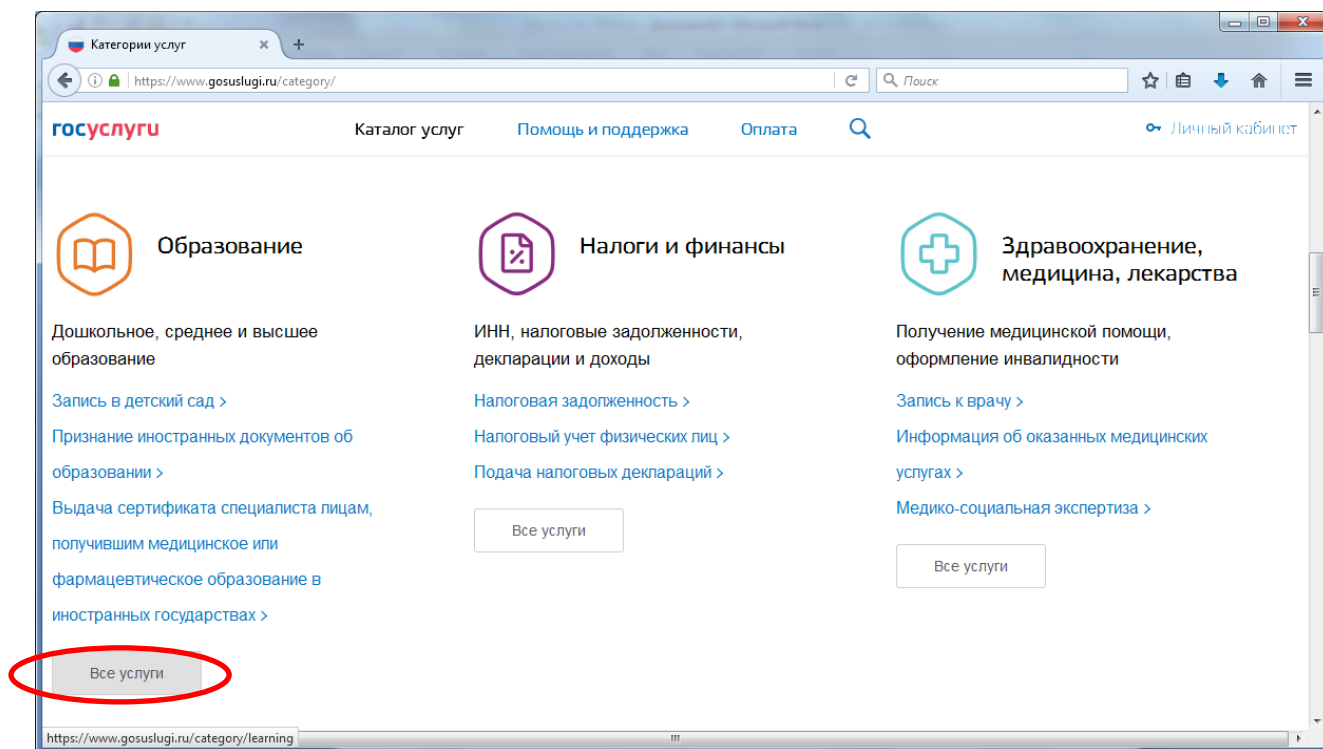 Категории услуг
https://www.gosuslugi.ru/category/
Поиск
госуслуги
Каталог услуг
Помощь и поддержка
Оплата
Личный кабинет
Образование
Дошкольное, среднее и высшее
образование
Запись в детский сад >
Признание иностранных документов об
образовании >
Выдача сертификата специалиста лицам,
получившим медицинское или
фармацевтическое образование в
иностранных государствах >
Все услуги
Налоги и финансы
ИНН, налоговые задолженности,
декларации и доходы
Налоговая задолженность >
Налоговый учет физических лиц >
Подача налоговых деклараций >
Все услуги
Здравоохранение,
медицина, лекарства
Получение медицинской помощи,
оформление инвалидности
Запись к врачу >
Информация об оказанных медицинских
услугах >
Медико-социальная экспертиза >
Все услуги
https://www.gosuslugi.ru/category/learning